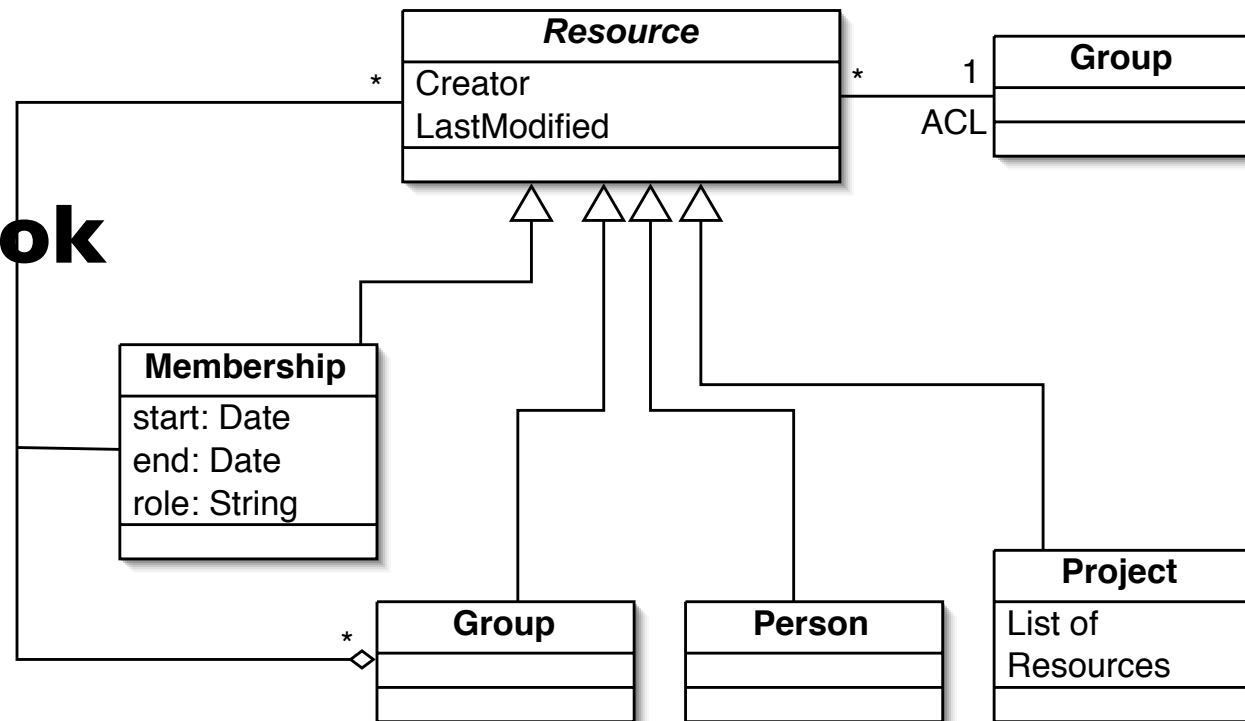 Resource
*
Creator
LastModified
*
1
ACL
Group
ok
Membership
start: Date
end: Date
role: String
*
Group
Person
Project
List of
Resources